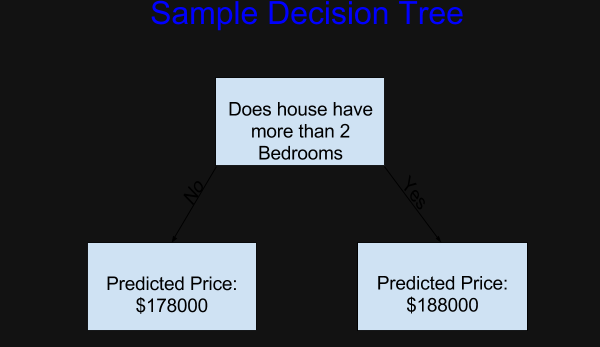 Sample Decision Tree
Does house have
more than 2
Bedrooms
No
Yes
Predicted Price:
$178000
Predicted Price:
$188000